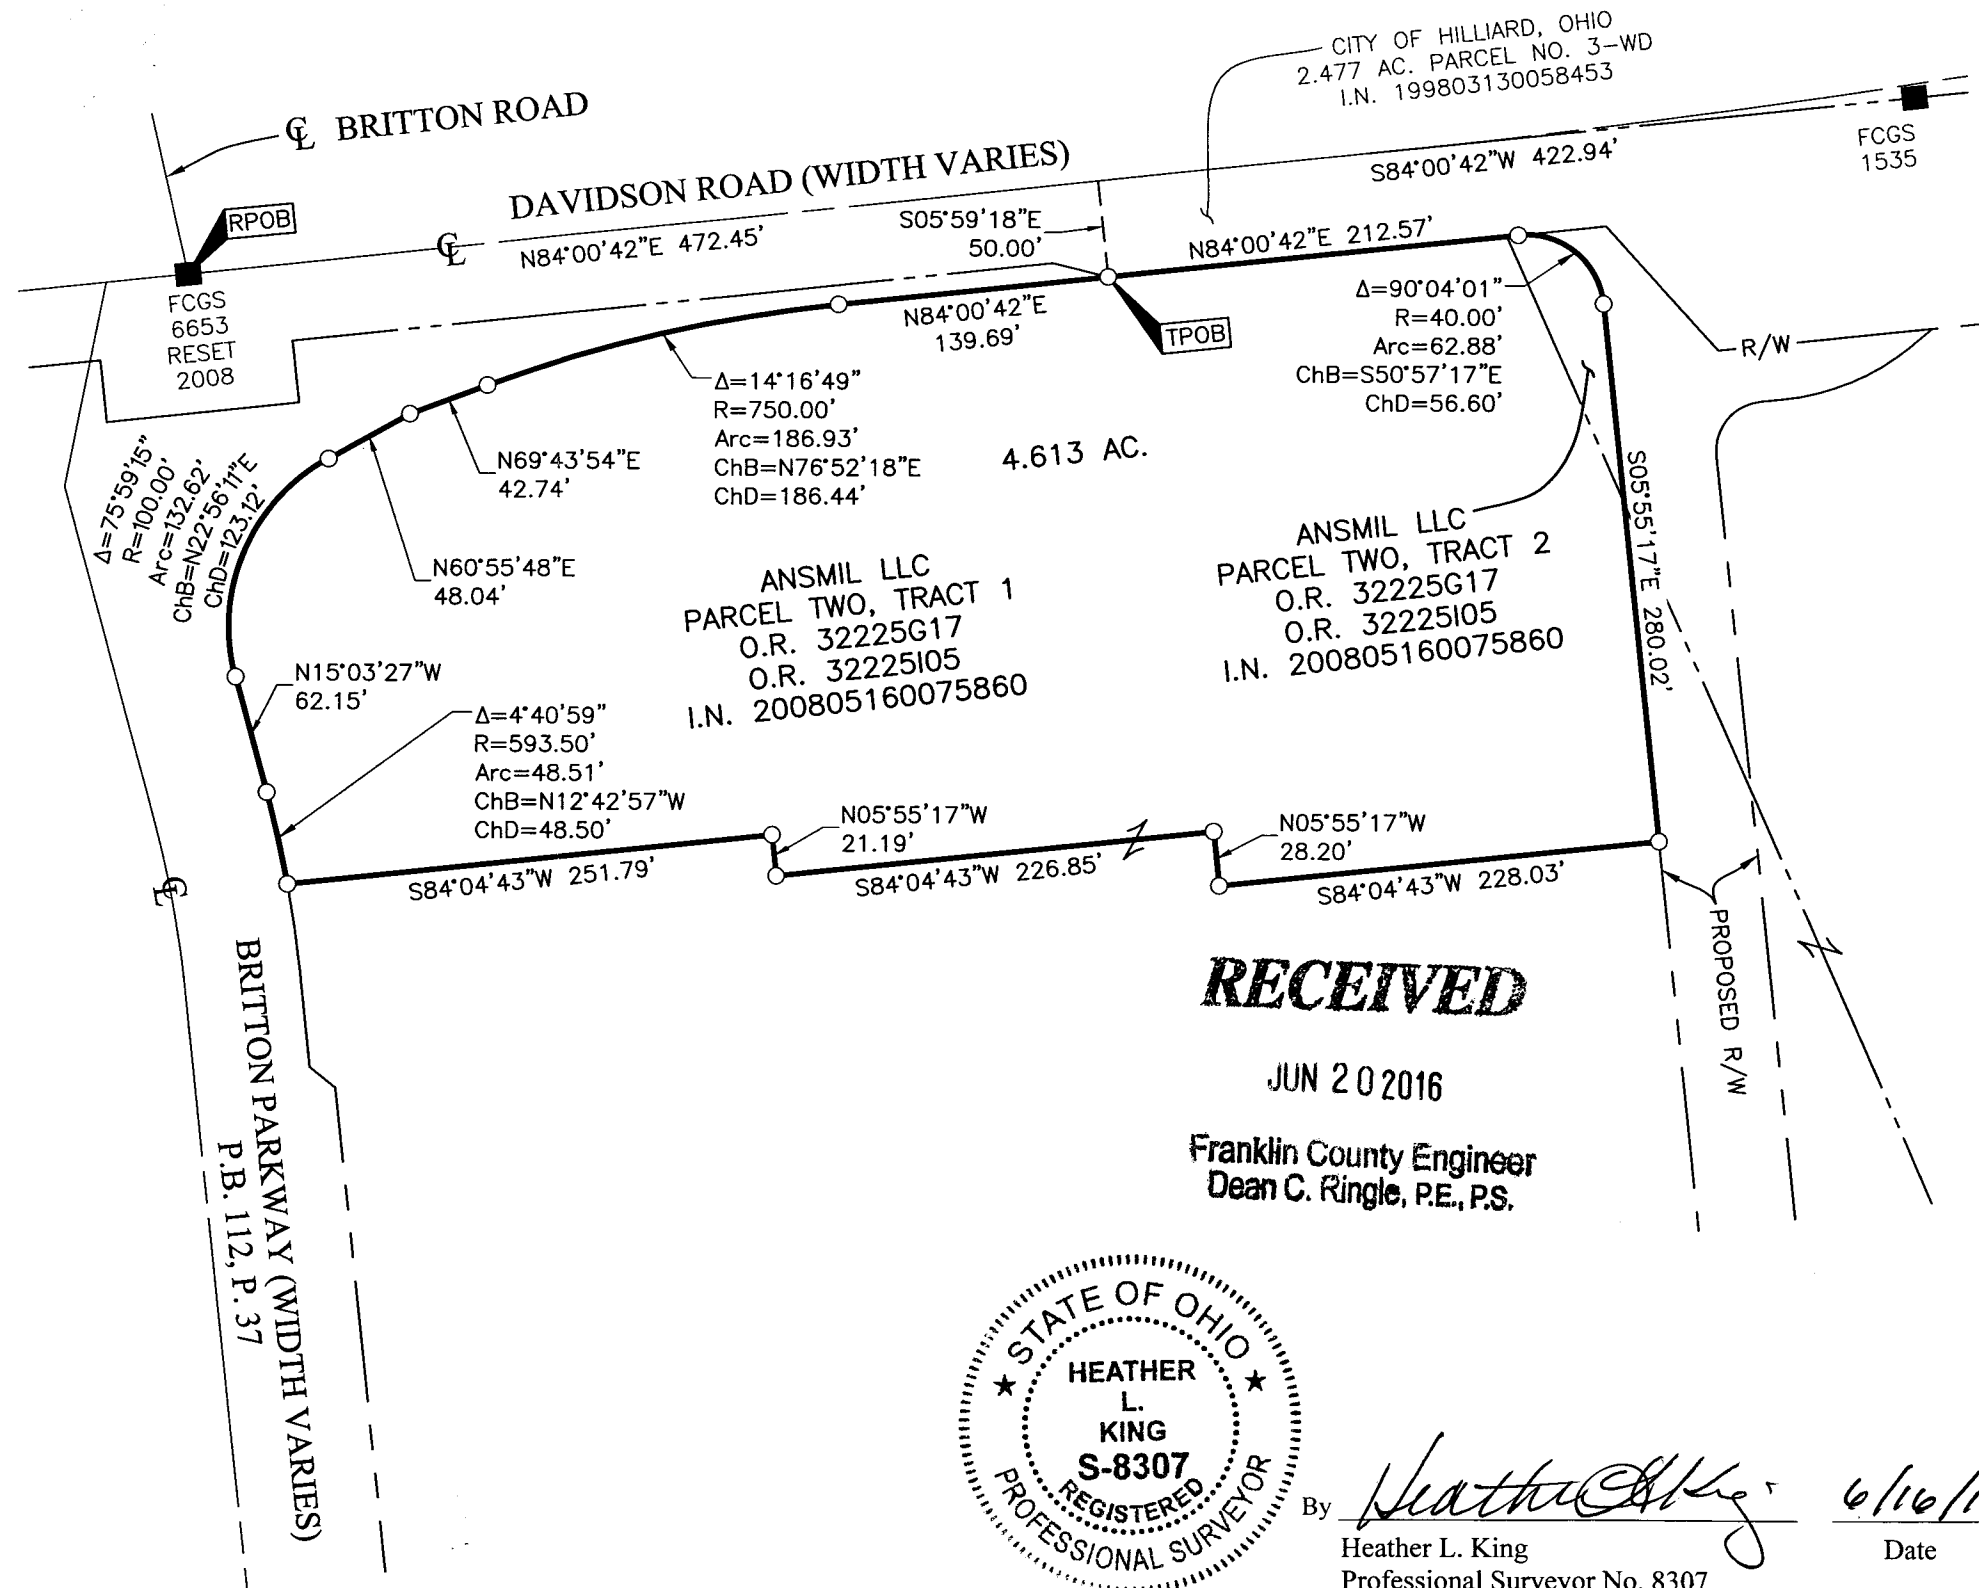 CITY OF HILLIARD, OHIO
2.477 AC. PARCEL NO. 3-WD
I.N. 199803130058453
℄ BRITTON ROAD
DAVIDSON ROAD (WIDTH VARIES)
FCGS
1535
S84°00'42"W 422.94'
RPOB
℄
N84°00'42"E 472.45'
S05°59'18"E
50.00'
N84°00'42"E 212.57'
FCGS
6653
RESET
2008
N84°00'42"E
139.69'
TPOB
Δ=90°04'01"
R=40.00'
Arc=62.88'
ChB=S50°57'17"E
ChD=56.60'
R/W
Δ=14°16'49"
R=750.00'
Arc=186.93'
ChB=N76°52'18"E
ChD=186.44'
4.613 AC.
N69°43'54"E
42.74'
Δ=75°59'15"
R=100.00'
Arc=132.62'
ChB=N22°56'11"E
ChD=123.12'
N60°55'48"E
48.04'
ANSMIL LLC
PARCEL TWO, TRACT 1
O.R. 32225G17
O.R. 32225I05
I.N. 200805160075860
ANSMIL LLC
PARCEL TWO, TRACT 2
O.R. 32225G17
O.R. 32225I05
I.N. 200805160075860
S05°55'17"E 280.02'
N15°03'27"W
62.15'
Δ=4°40'59"
R=593.50'
Arc=48.51'
ChB=N12°42'57"W
ChD=48.50'
N05°55'17"W
21.19'
N05°55'17"W
28.20'
S84°04'43"W 251.79'
S84°04'43"W 226.85'
S84°04'43"W 228.03'
℄
PROPOSED R/W
BRITTON PARKWAY (WIDTH VARIES)
P.B. 112, P. 37
RECEIVED
JUN 20 2016
Franklin County Engineer
Dean C. Ringle, P.E., P.S.
STATE OF OHIO
HEATHER
L.
KING
S-8307
REGISTERED
PROFESSIONAL SURVEYOR
By Heather L King 6/16/1
Heather L. King Date
Professional Surveyor No. 8307